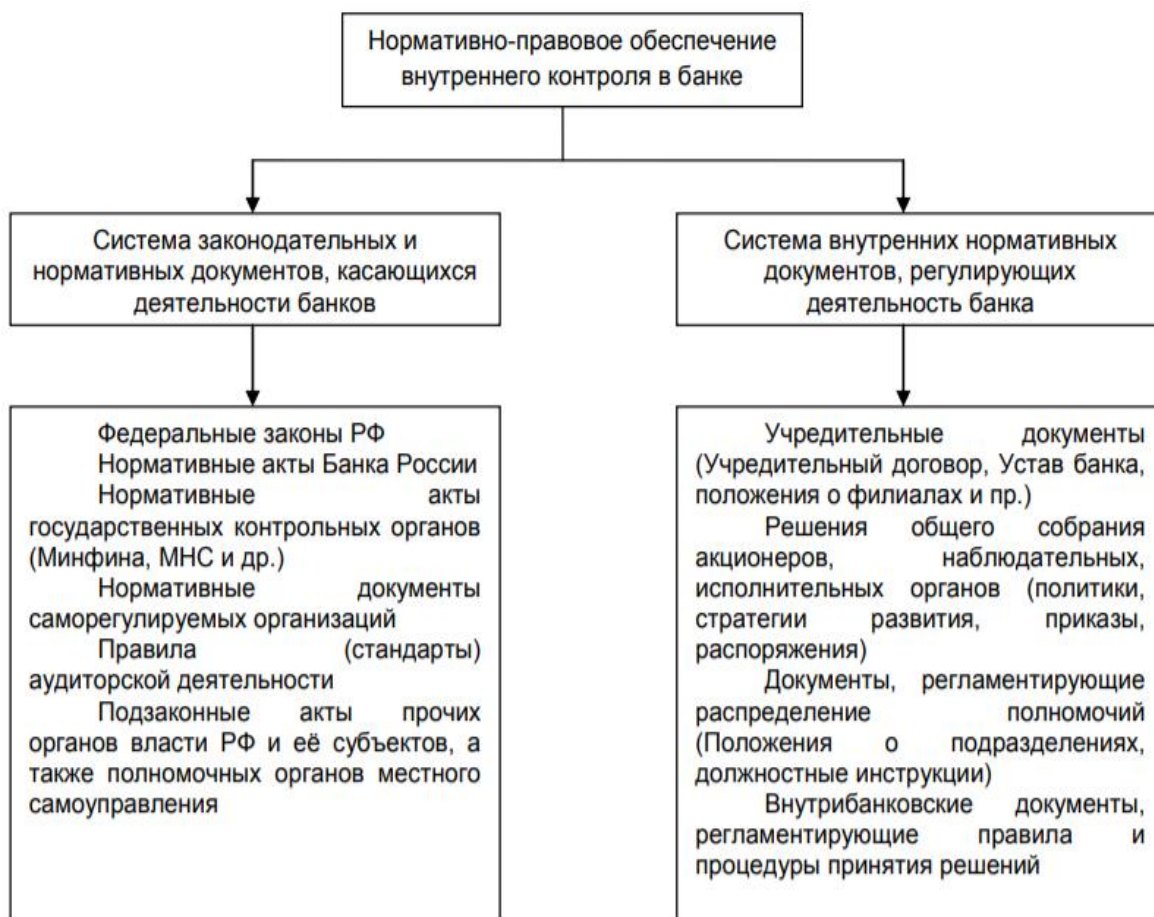 Нормативно-правовое обеспечение
внутреннего контроля в банке
Система законодательных и
нормативных документов, касающихся
деятельности банков
Система внутренних нормативных
документов, регулирующих
деятельность банка
Федеральные законы РФ
Нормативные акты Банка России
Нормативные акты
государственных контрольных органов
(Минфина, МНС и др.)
Нормативные документы
саморегулируемых организаций
Правила (стандарты)
аудиторской деятельности
Подзаконные акты прочих
органов власти РФ и её субъектов, а
также полномочных органов местного
самоуправления
Учредительные документы
(Учредительный договор, Устав банка,
положения о филиалах и пр.)
Решения общего собрания
акционеров, наблюдательных,
исполнительных органов (политики,
стратегии развития, приказы,
распоряжения)
Документы, регламентирующие
распределение полномочий
(Положения о подразделениях,
должностные инструкции)
Внутрибанковские документы,
регламентирующие правила и
процедуры принятия решений